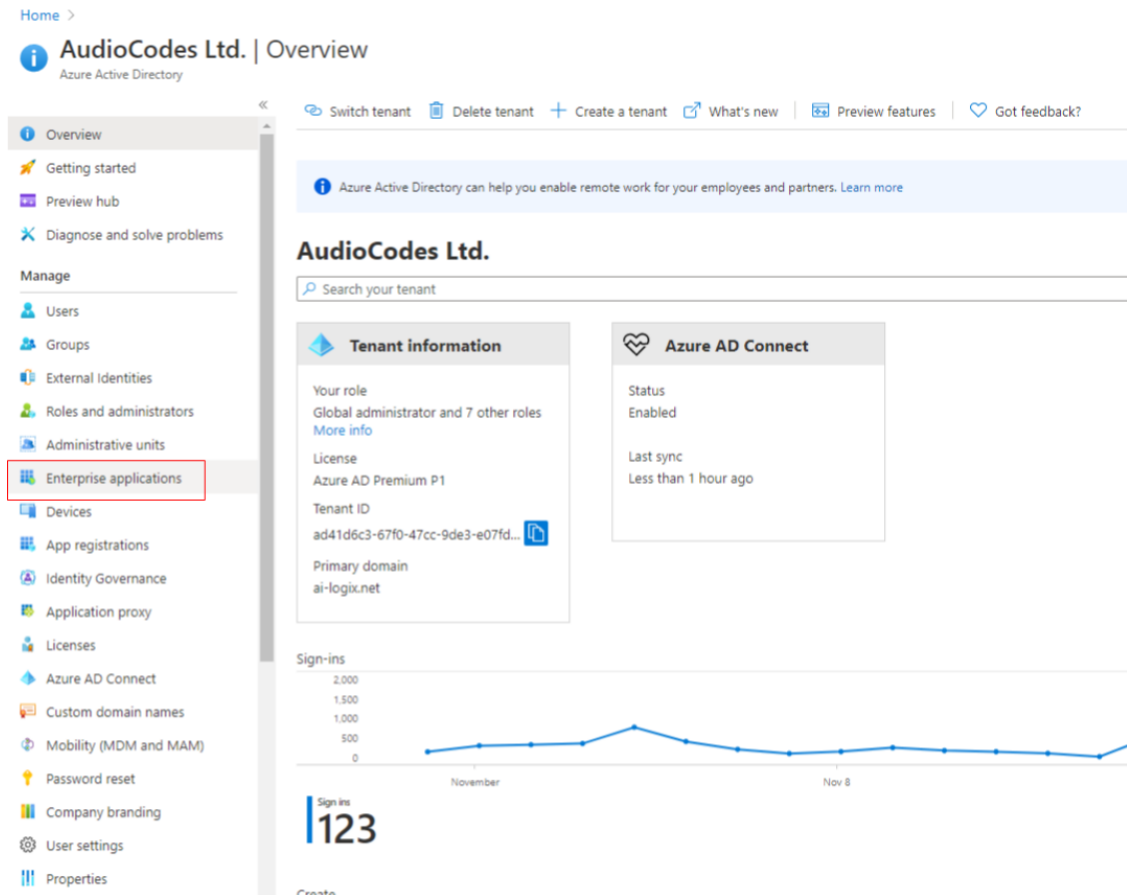 Home >
AudioCodes Ltd. | Overview
Azure Active Directory
«
Switch tenant
Delete tenant
Create a tenant
What's new
Preview features
Got feedback?
Overview
Getting started
Preview hub
Diagnose and solve problems
Manage
Users
Groups
External Identities
Roles and administrators
Administrative units
Enterprise applications
Devices
App registrations
Identity Governance
Application proxy
Licenses
Azure AD Connect
Custom domain names
Mobility (MDM and MAM)
Password reset
Company branding
User settings
Properties
Azure Active Directory can help you enable remote work for your employees and partners. Learn more
AudioCodes Ltd.
Search your tenant
Tenant information
Your role
Global administrator and 7 other roles
More info
License
Azure AD Premium P1
Tenant ID
ad41d6c3-67f0-47cc-9de3-e07fd...
Primary domain
ai-logix.net
Azure AD Connect
Status
Enabled
Last sync
Less than 1 hour ago
Sign-ins
2,000
1,500
1,000
500
0
November
Nov 8
Sign ins
123
Create